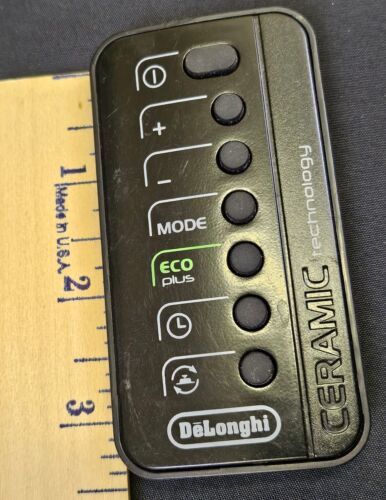 +
-
MODE
ECO
plus
DeLonghi
CERAMIC technology
1
Made in U.S.A.
2
3